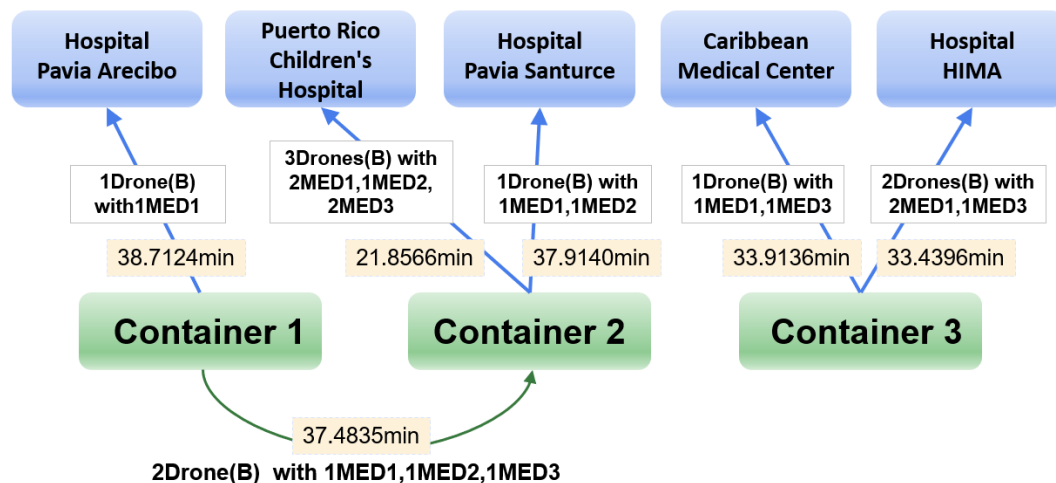 Hospital
Pavia Arecibo
Puerto Rico
Children's
Hospital
Hospital
Pavia Santurce
Caribbean
Medical Center
Hospital
HIMA
1Drone(B)
with1MED1
3Drones(B) with
2MED1,1MED2,
2MED3
1Drone(B) with
1MED1,1MED2
1Drone(B) with
1MED1,1MED3
2Drones(B) with
2MED1,1MED3
38.7124min
21.8566min
37.9140min
33.9136min
33.4396min
Container 1
Container 2
Container 3
37.4835min
2Drone(B) with 1MED1,1MED2,1MED3